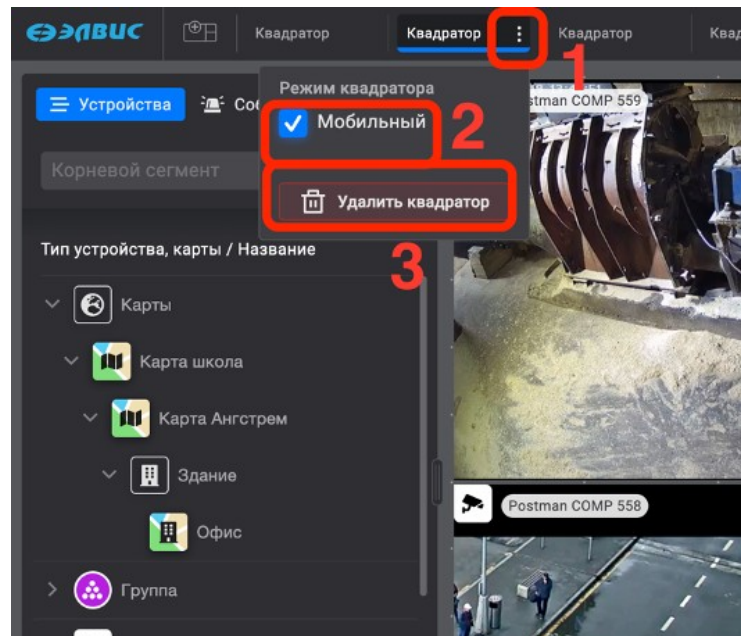 ЭЛВИС
Квадратор
Квадратор
Квадратор
1
Режим квадратора
Мобильный
2
Удалить квадратор
3
Устройства
Корневой сегмент
Тип устройства, карты / Название
Карты
Карта школа
Карта Ангстрем
Здание
Офис
Группа
COMP 559
Postman COMP 558